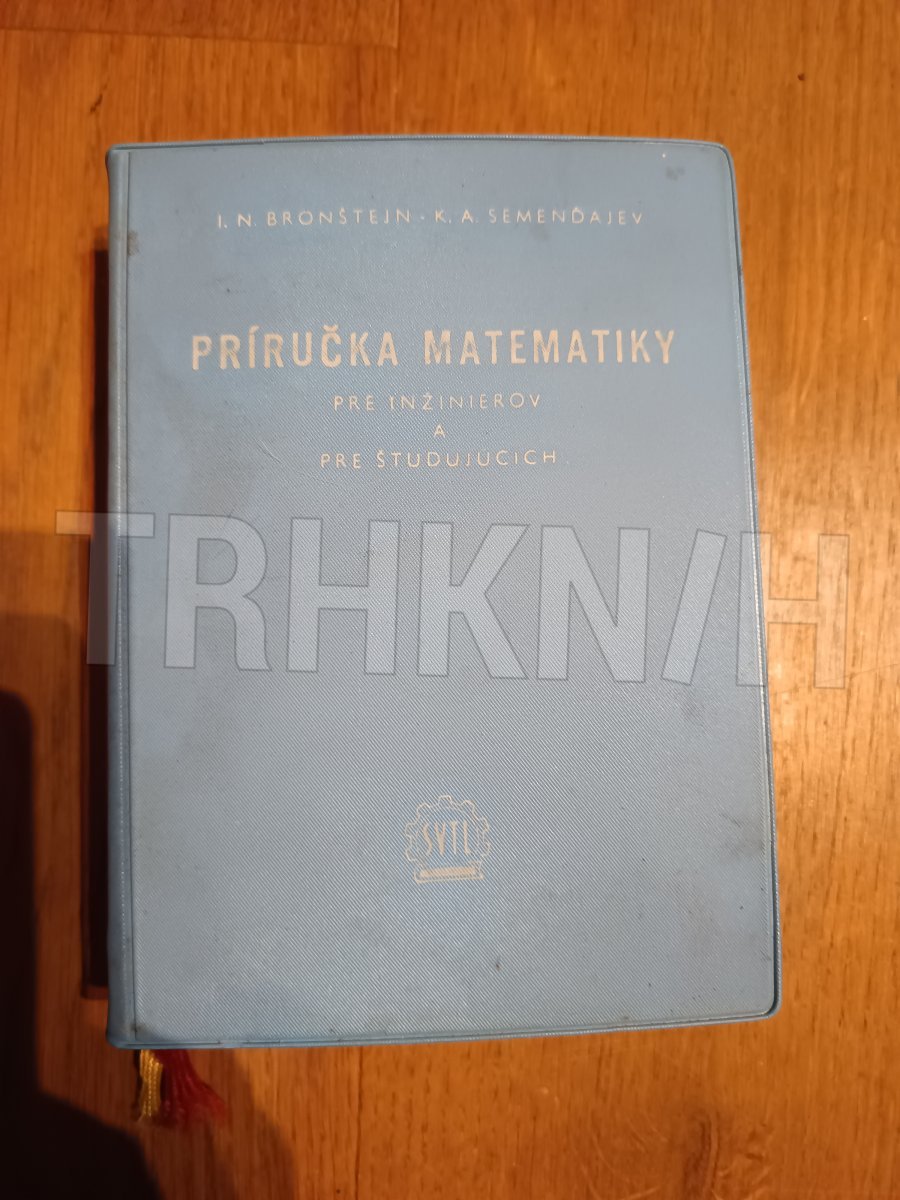 I. N. BRONŠTEJN · K. A. SEMENĎAJEV
PRÍRUČKA MATEMATIKY
PRE INŽINIEROV
A
PRE ŠTUDUJUCICH
TRHKNIH
SVTL